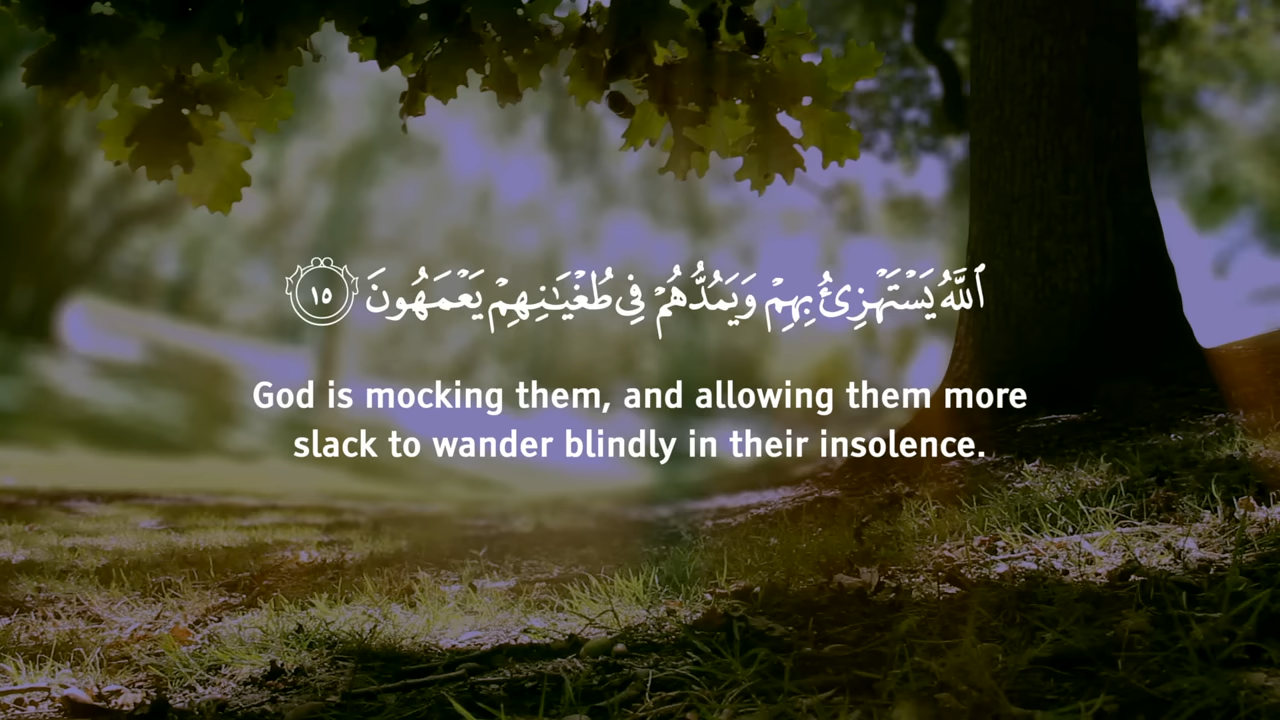 ٱللَّهُ يَسْتَهْزِئُ بِهِمْ وَيَمُدُّهُمْ فِى طُغْيَـٰنِهِمْ يَعْمَهُونَ ١٥
God is mocking them, and allowing them more
slack to wander blindly in their insolence.